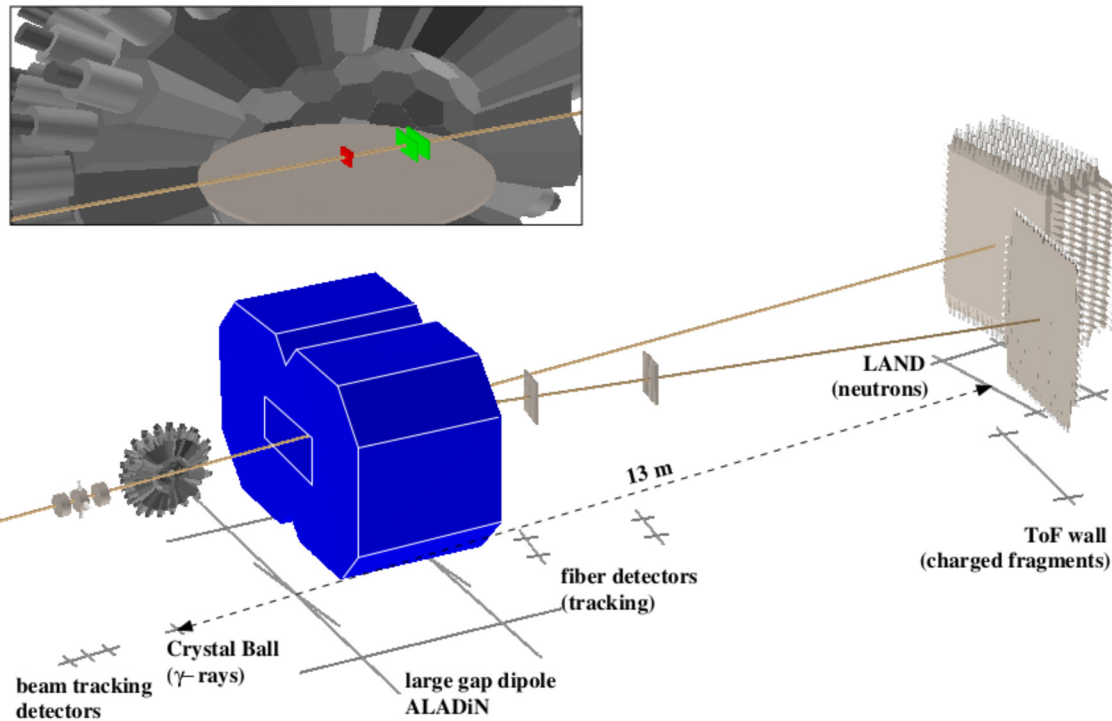 LAND
(neutrons)
13 m
ToF wall
(charged fragments)
fiber detectors
(tracking)
Crystal Ball
(γ−rays)
large gap dipole
ALADiN
beam tracking
detectors